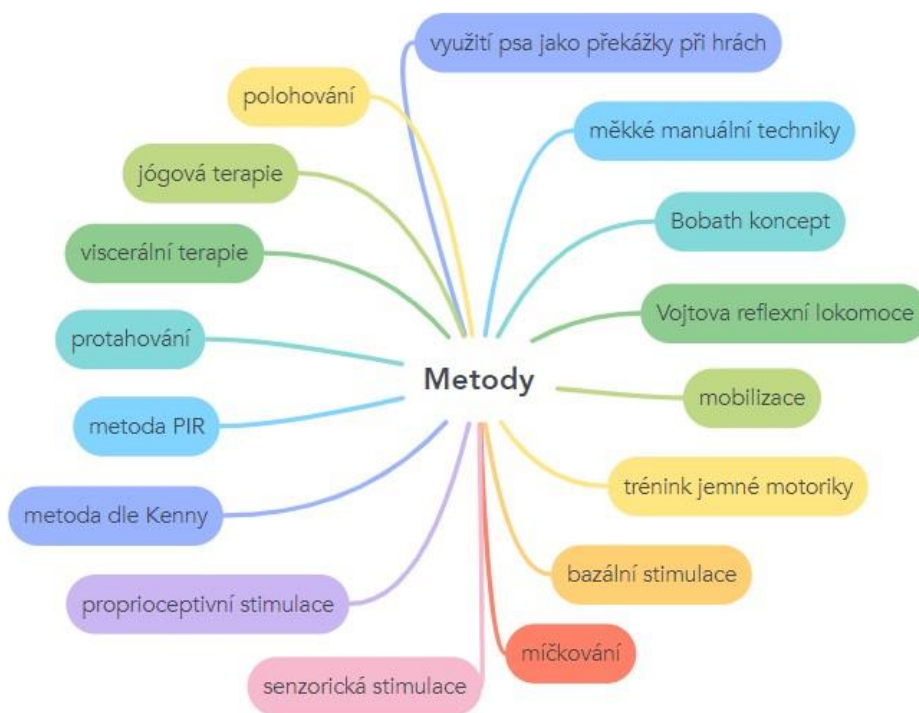 využití psa jako překážky při hrách
polohování
měkké manuální techniky
jógová terapie
Bobath koncept
viscerální terapie
Vojtova reflexní lokomoce
protahování
Metody
mobilizace
metoda PIR
trénink jemné motoriky
metoda dle Kenny
bazální stimulace
proprioceptivní stimulace
míčkování
senzorická stimulace